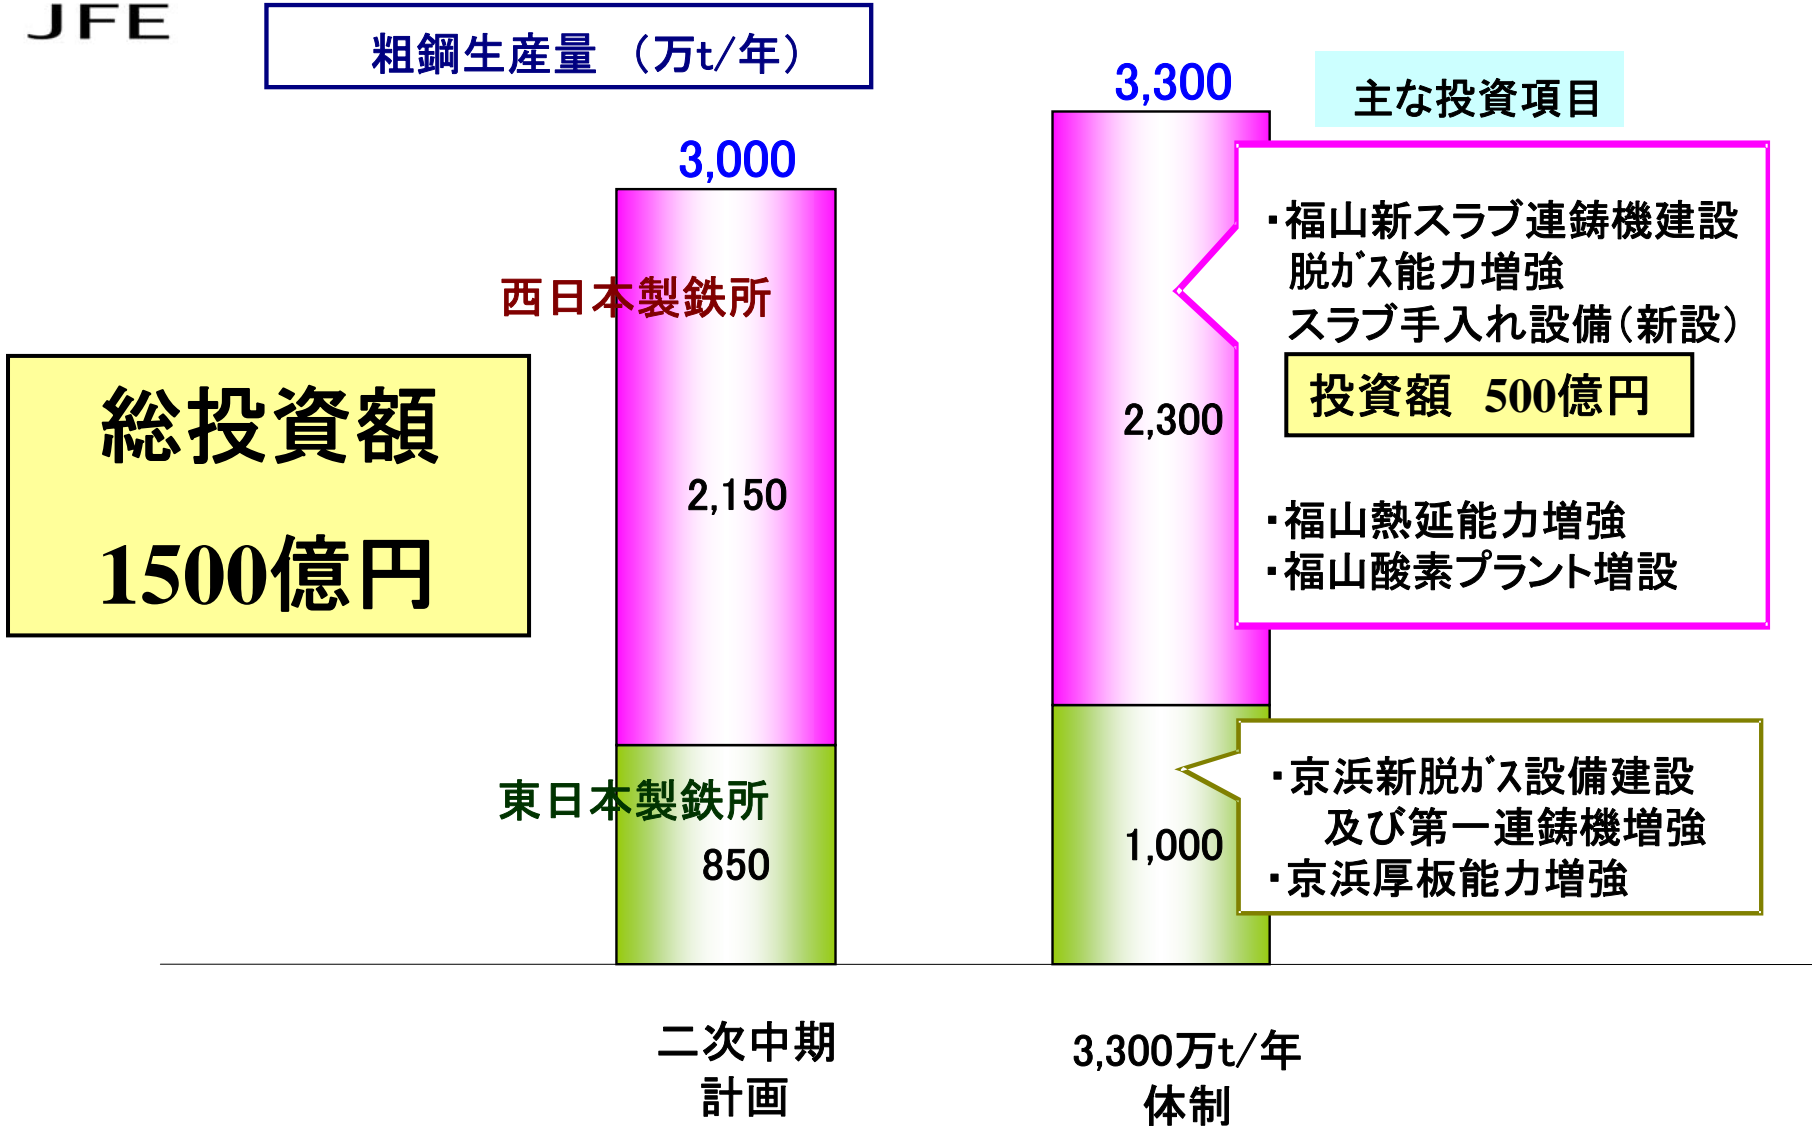 JFE
粗鋼生産量 （万t/年）
3,000
3,300
主な投資項目
西日本製鉄所
・福山新スラブ連鋳機建設
脱ガス能力増強
スラブ手入れ設備（新設）
投資額 500億円
・福山熱延能力増強
・福山酸素プラント増設
総投資額
1500億円
2,150
2,300
東日本製鉄所
850
1,000
・京浜新脱ガス設備建設
及び第一連鋳機増強
・京浜厚板能力増強
二次中期
計画
3,300万t/年
体制